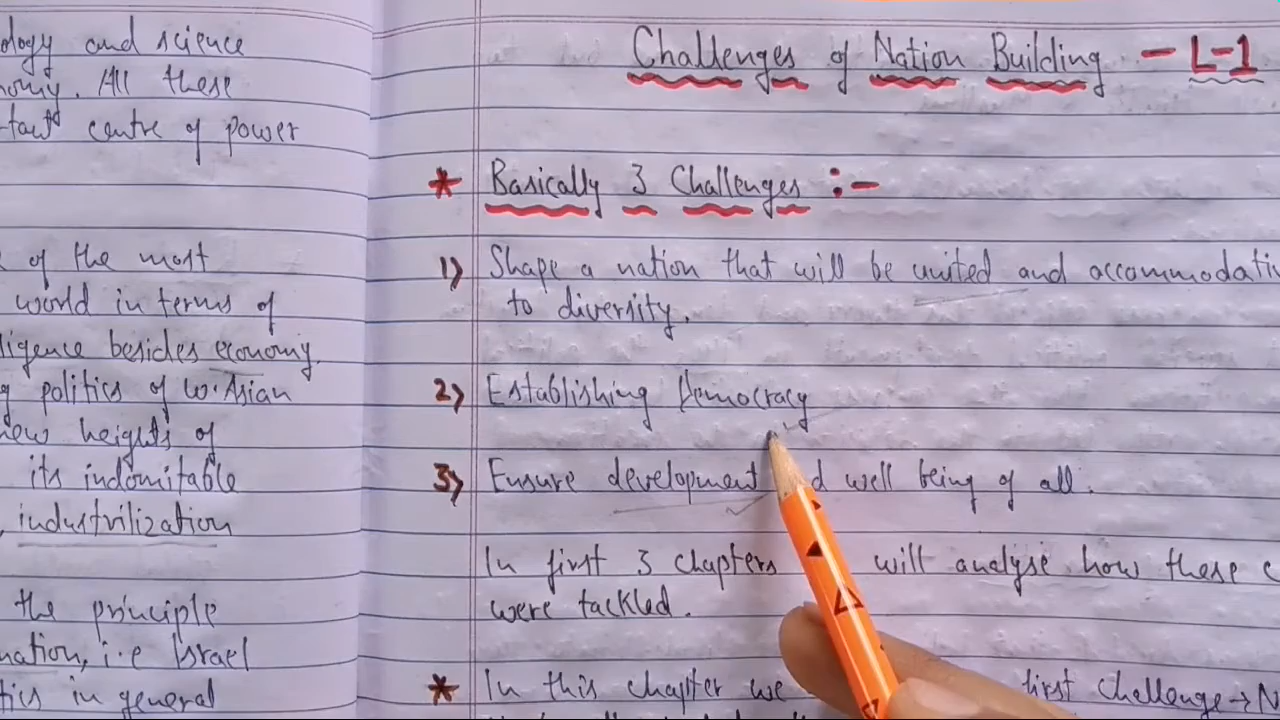 ology and science
nomy. All these
tant centre of power
of the most
world in terms of
ligence besides economy.
politics of W. Asian
new heights of
its indomitable
industrilization
the principle
nation, i.e Israel
tics in general
Challenges of Nation Building - L-1
* Basically 3 Challenges :-
1) Shape a nation that will be united and accommodati
to diversity.
2) Establishing Democracy
3) Ensure development d well being of all.
In first 3 chapters will analyse how these c
were tackled.
* In this chapter we first challenge → N